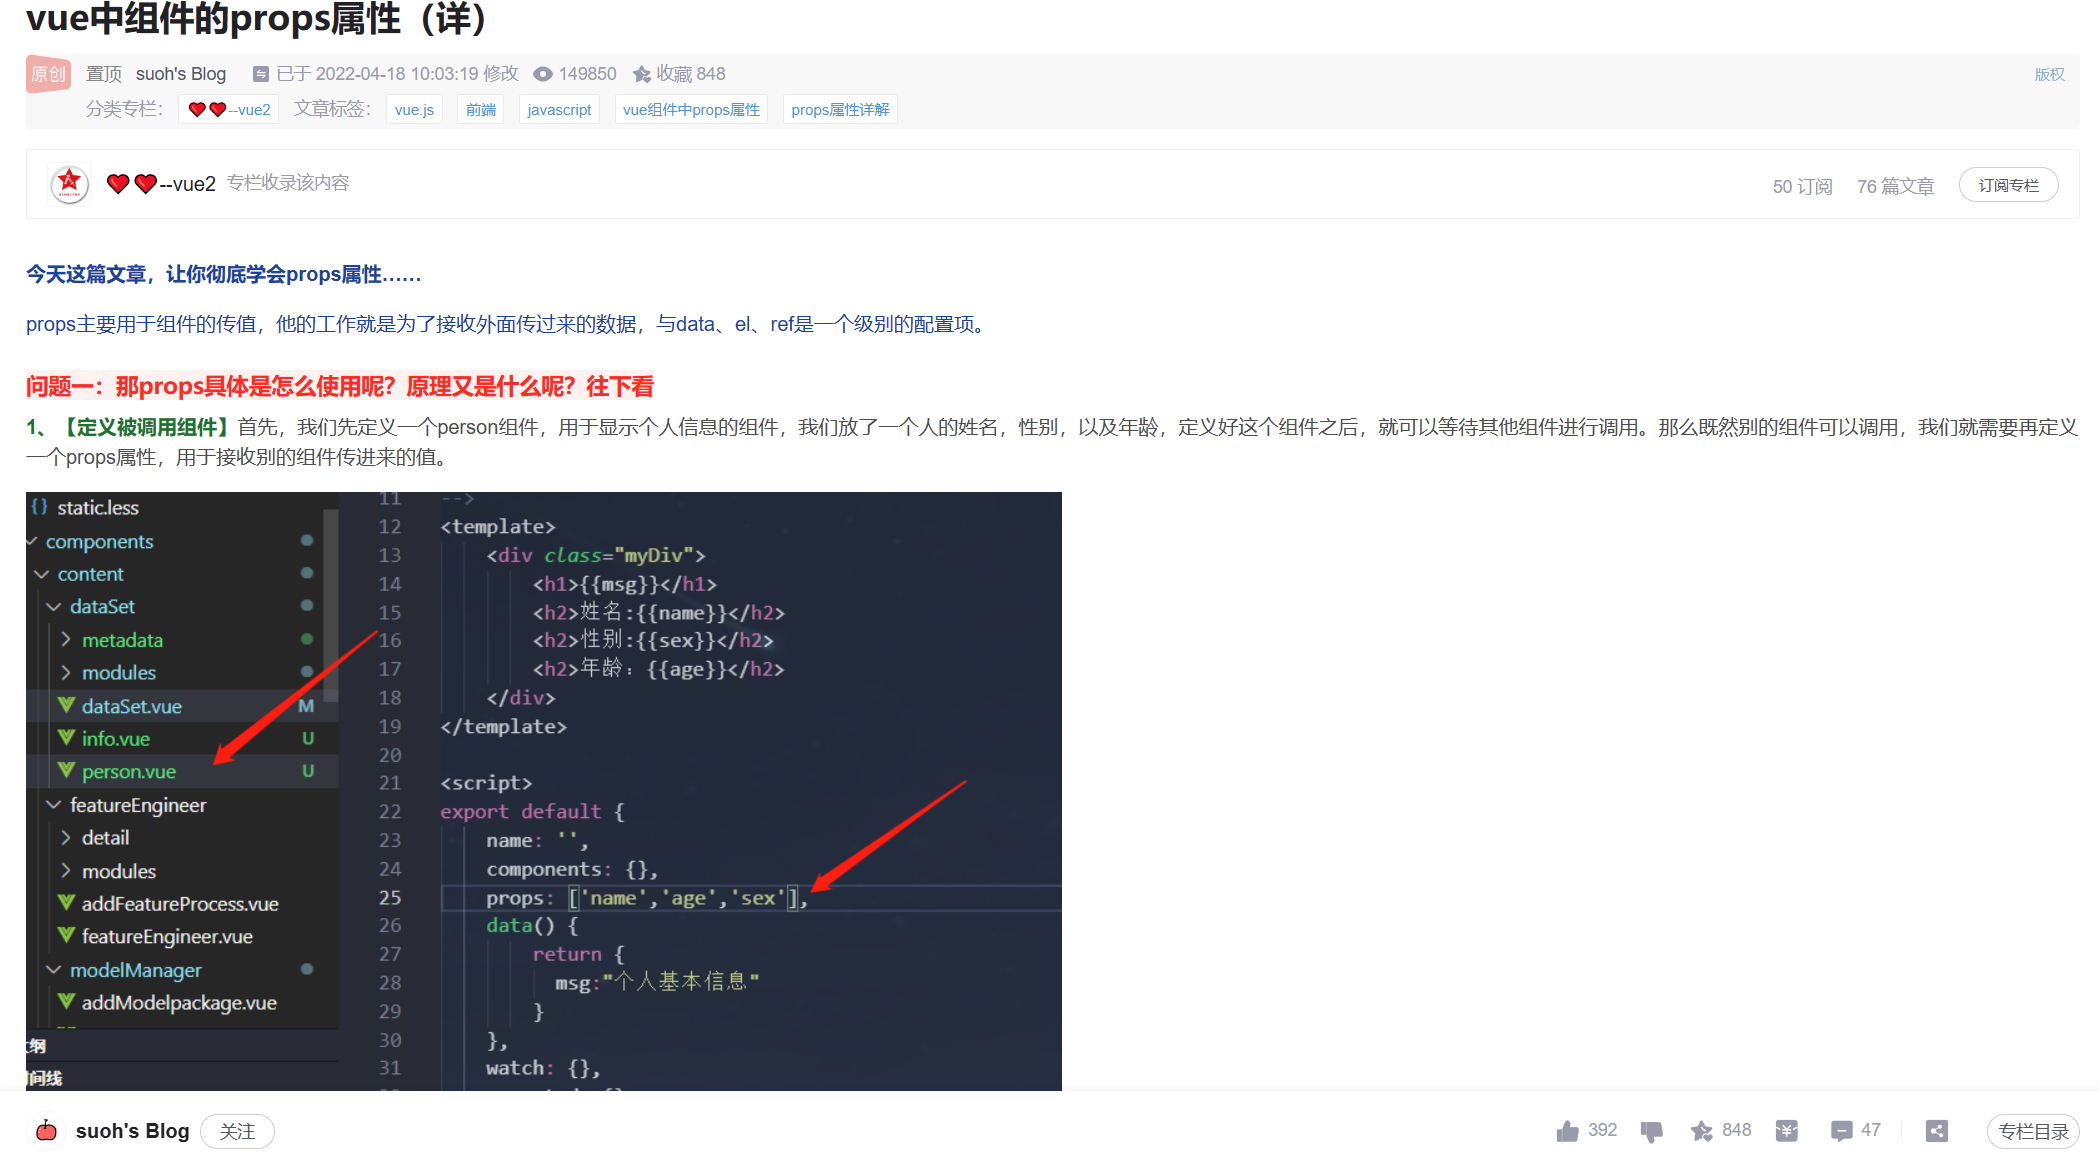 vue中组件的props属性（详）
原创 置顶 suoh's Blog 已于 2022-04-18 10:03:19 修改 149850 收藏 848 版权
分类专栏： --vue2 文章标签： vue.js 前端 javascript vue组件中props属性 props属性详解
--vue2 专栏收录该内容 50 订阅 76 篇文章 订阅专栏
今天这篇文章，让你彻底学会props属性……
props主要用于组件的传值，他的工作就是为了接收外面传过来的数据，与data、el、ref是一个级别的配置项。
问题一：那props具体是怎么使用呢？原理又是什么呢？往下看
1、【定义被调用组件】首先，我们先定义一个person组件，用于显示个人信息的组件，我们放了一个人的姓名，性别，以及年龄，定义好这个组件之后，就可以等待其他组件进行调用。那么既然别的组件可以调用，我们就需要再定义
一个props属性，用于接收别的组件传进来的值。
{} static.less
components
content
dataSet
metadata
modules
dataSet.vue M
info.vue U
person.vue U
featureEngineer
detail
modules
addFeatureProcess.vue
featureEngineer.vue
modelManager
addModelpackage.vue
纲
间线
11 -->
12 <template>
13 <div class="myDiv">
14 <h1>{{msg}}</h1>
15 <h2>姓名:{{name}}</h2>
16 <h2>性别:{{sex}}</h2>
17 <h2>年龄：{{age}}</h2>
18 </div>
19 </template>
20
21 <script>
22 export default {
23 name: '',
24 components: {},
25 props: ['name','age','sex'],
26 data() {
27 return {
28 msg:"个人基本信息"
29 }
30 },
31 watch: {},
suoh's Blog 关注 392 848 47 专栏目录